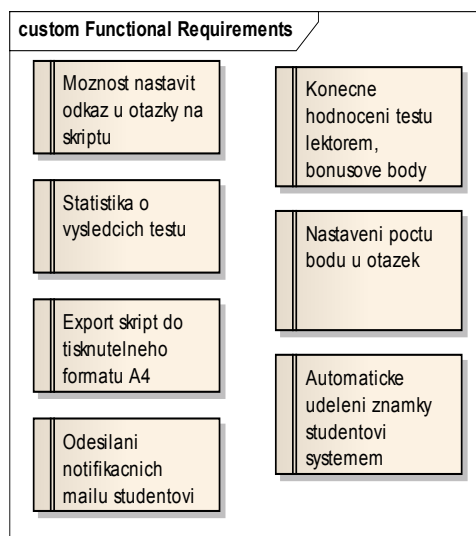 custom Functional Requirements
Moznost nastavit
odkaz u otazky na
skriptu
Statistika o
vysledcich testu
Export skript do
tisknutelneho
formatu A4
Odesilani
notifikacnich
mailu studentovi
Konecne
hodnoceni testu
lektorem,
bonusove body
Nastaveni poctu
bodu u otazek
Automaticke
udeleni znamky
studentovi
systemem